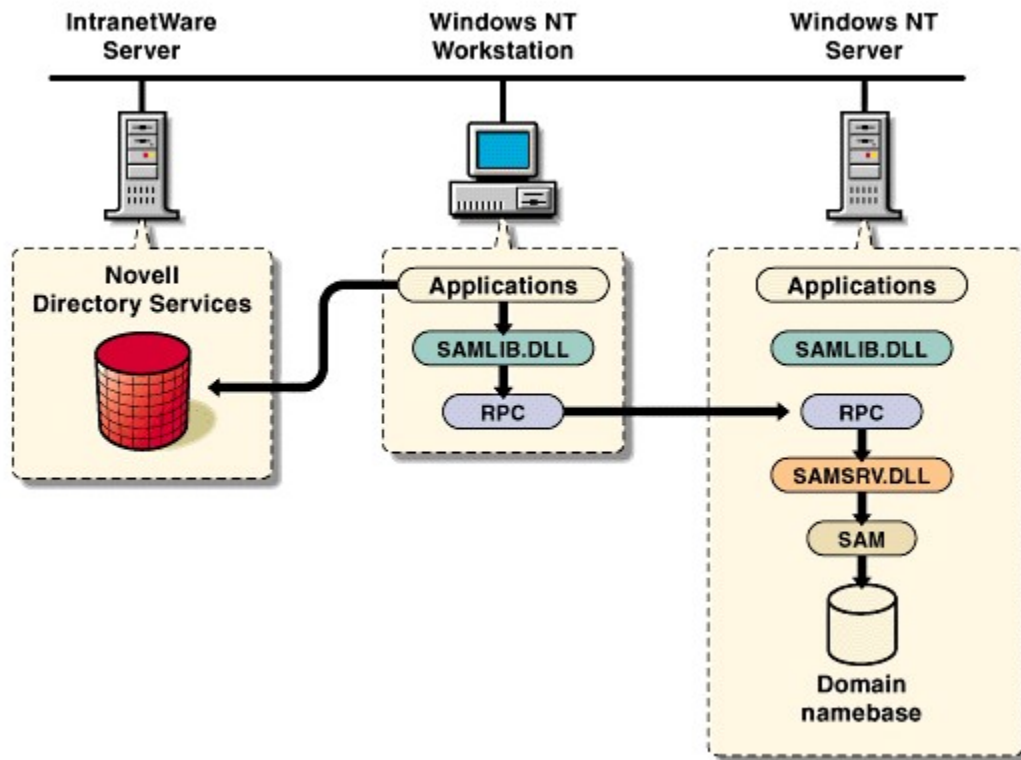 IntranetWare
Server
Windows NT
Workstation
Windows NT
Server
Novell
Directory Services
Applications
SAMLIB.DLL
RPC
Applications
SAMLIB.DLL
RPC
SAMSRV.DLL
SAM
Domain
namebase